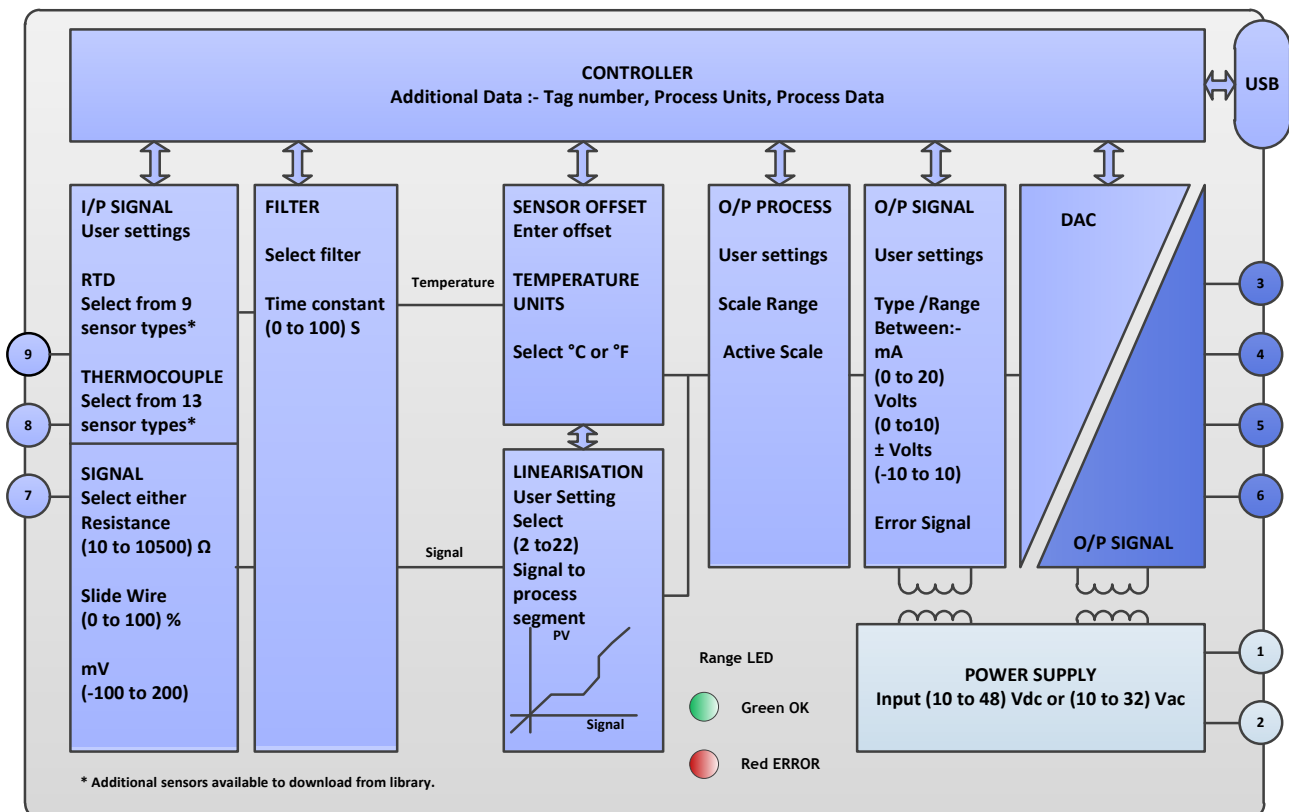 CONTROLLER
Additional Data :- Tag number, Process Units, Process Data
USB
I/P SIGNAL
User settings
RTD
Select from 9
sensor types*
THERMOCOUPLE
Select from 13
sensor types*
SIGNAL
Select either
Resistance
(10 to 10500) Ω
Slide Wire
(0 to 100) %
mV
(-100 to 200)
9
8
7
FILTER
Select filter
Time constant
(0 to 100) S
Temperature
Signal
SENSOR OFFSET
Enter offset
TEMPERATURE
UNITS
Select °C or °F
LINEARISATION
User Setting
Select
(2 to22)
Signal to
process
segment
PV
Signal
O/P PROCESS
User settings
Scale Range
Active Scale
O/P SIGNAL
User settings
Type /Range
Between:-
mA
(0 to 20)
Volts
(0 to10)
± Volts
(-10 to 10)
Error Signal
DAC
O/P SIGNAL
3
4
5
6
Range LED
Green OK
Red ERROR
POWER SUPPLY
Input (10 to 48) Vdc or (10 to 32) Vac
1
2
* Additional sensors available to download from library.